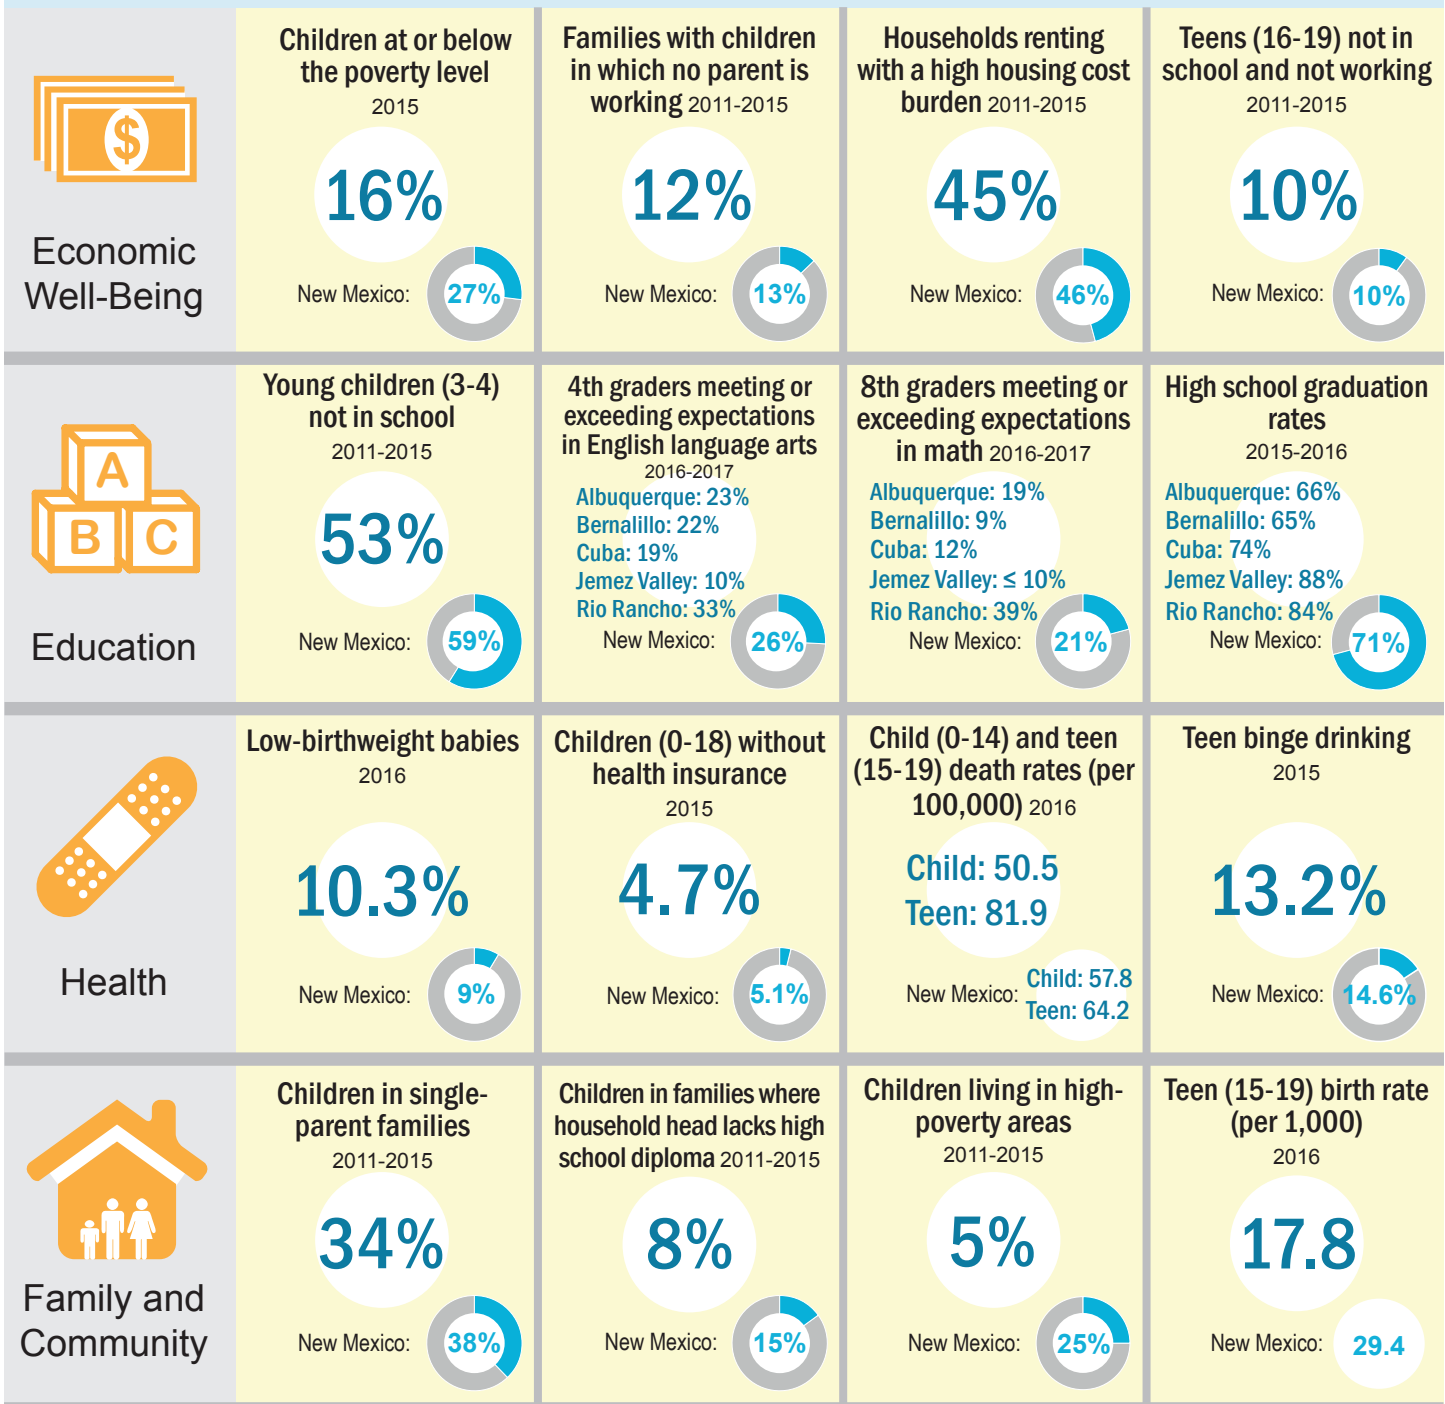 $
Economic
Well-Being
Children at or below
the poverty level
2015
16%
New Mexico:
27%
Families with children
in which no parent is
working 2011-2015
12%
New Mexico:
13%
Households renting
with a high housing cost
burden 2011-2015
45%
New Mexico:
46%
Teens (16-19) not in
school and not working
2011-2015
10%
New Mexico:
10%
A
B C
Education
Young children (3-4)
not in school
2011-2015
53%
New Mexico:
59%
4th graders meeting or
exceeding expectations
in English language arts
2016-2017
Albuquerque: 23%
Bernalillo: 22%
Cuba: 19%
Jemez Valley: 10%
Rio Rancho: 33%
New Mexico:
26%
8th graders meeting or
exceeding expectations
in math 2016-2017
Albuquerque: 19%
Bernalillo: 9%
Cuba: 12%
Jemez Valley: ≤ 10%
Rio Rancho: 39%
New Mexico:
21%
High school graduation
rates
2015-2016
Albuquerque: 66%
Bernalillo: 65%
Cuba: 74%
Jemez Valley: 88%
Rio Rancho: 84%
New Mexico:
71%
Health
Low-birthweight babies
2016
10.3%
New Mexico:
9%
Children (0-18) without
health insurance
2015
4.7%
New Mexico:
5.1%
Child (0-14) and teen
(15-19) death rates (per
100,000) 2016
Child: 50.5
Teen: 81.9
New Mexico:
Child: 57.8
Teen: 64.2
Teen binge drinking
2015
13.2%
New Mexico:
14.6%
Family and
Community
Children in single-
parent families
2011-2015
34%
New Mexico:
38%
Children in families where
household head lacks high
school diploma 2011-2015
8%
New Mexico:
15%
Children living in high-
poverty areas
2011-2015
5%
New Mexico:
25%
Teen (15-19) birth rate
(per 1,000)
2016
17.8
New Mexico:
29.4